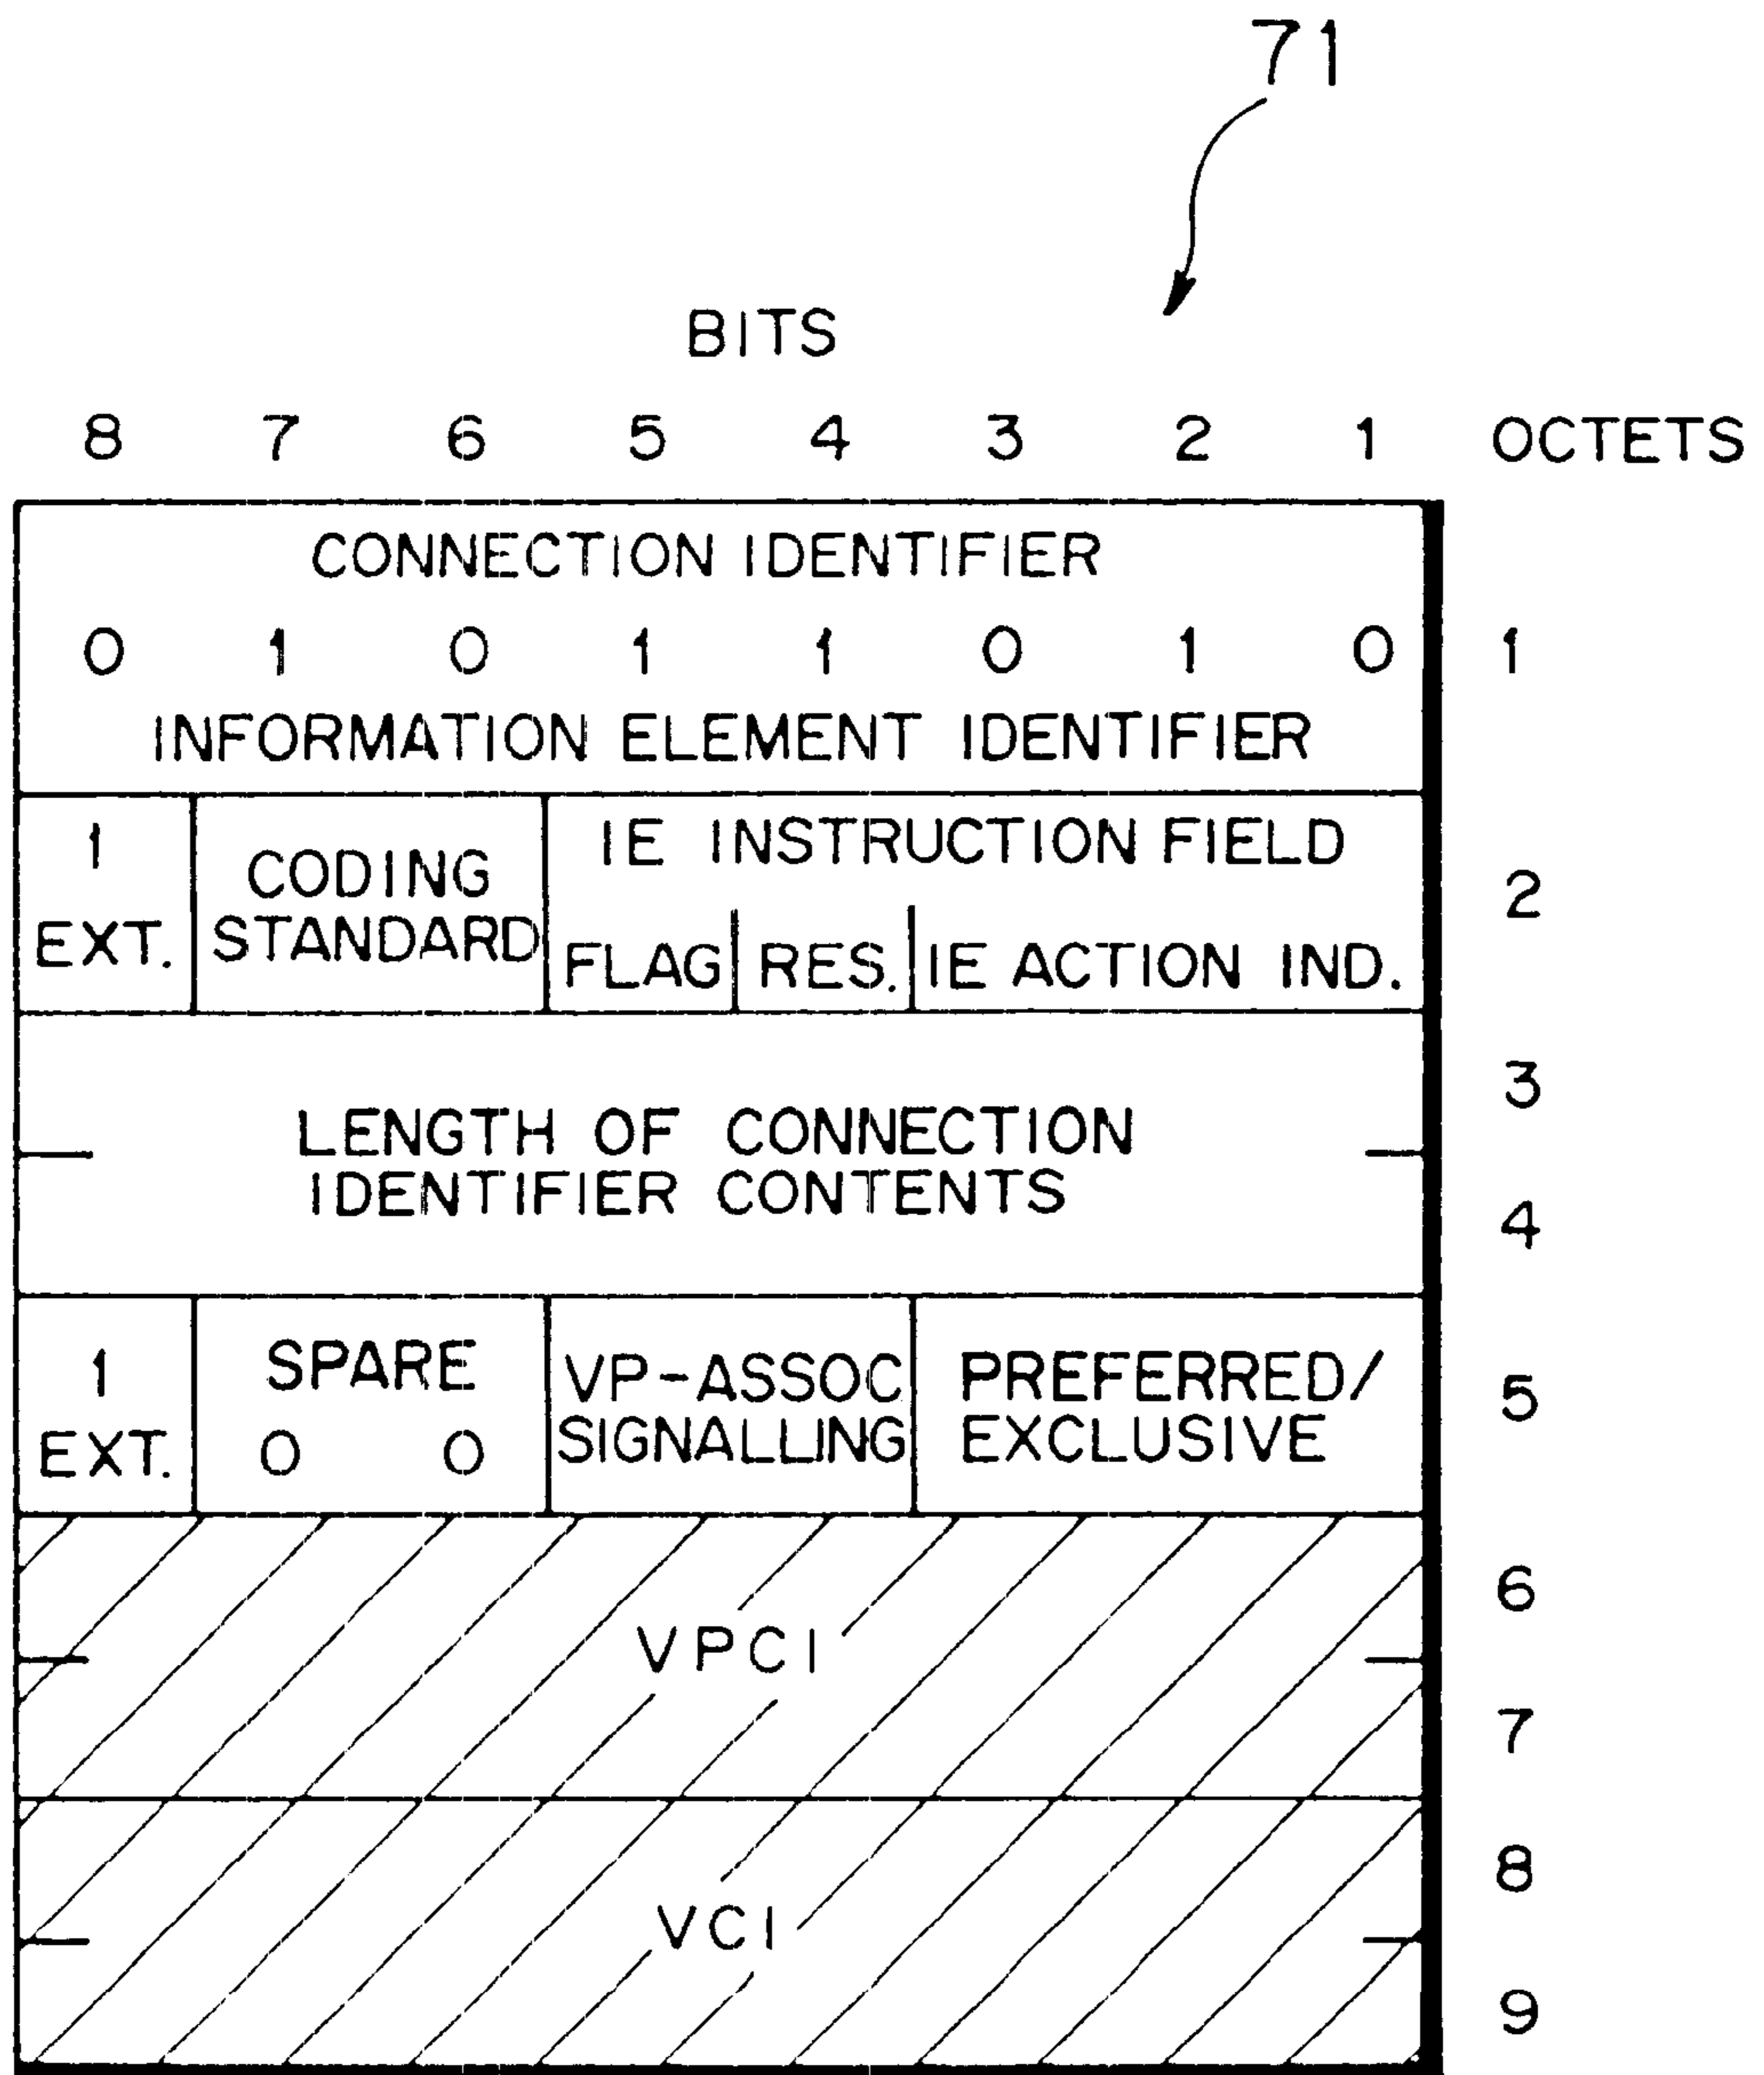 71
BITS
8 7 6 5 4 3 2 1 OCTETS
CONNECTION IDENTIFIER
0 1 0 1 1 0 1 0 1
INFORMATION ELEMENT IDENTIFIER
1 EXT.
CODING
STANDARD
IE INSTRUCTION FIELD
FLAG RES. IE ACTION IND.
2
LENGTH OF CONNECTION
IDENTIFIER CONTENTS
3
4
1 EXT.
SPARE
0 0
VP-ASSOC
SIGNALLING
PREFERRED/
EXCLUSIVE
5
VPCI
6
7
VCI
8
9